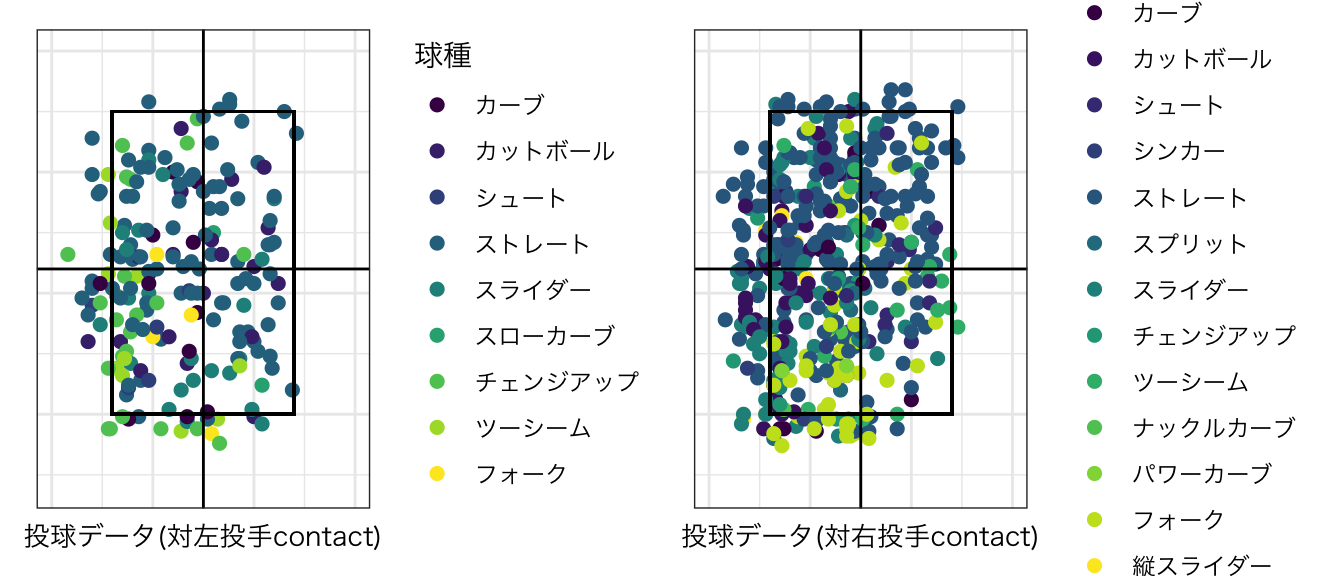 球種
カーブ
カットボール
シュート
ストレート
スライダー
スローカーブ
チェンジアップ
ツーシーム
フォーク
投球データ(対左投手contact)
カーブ
カットボール
シュート
シンカー
ストレート
スプリット
スライダー
チェンジアップ
ツーシーム
ナックルカーブ
パワーカーブ
フォーク
縦スライダー
投球データ(対右投手contact)